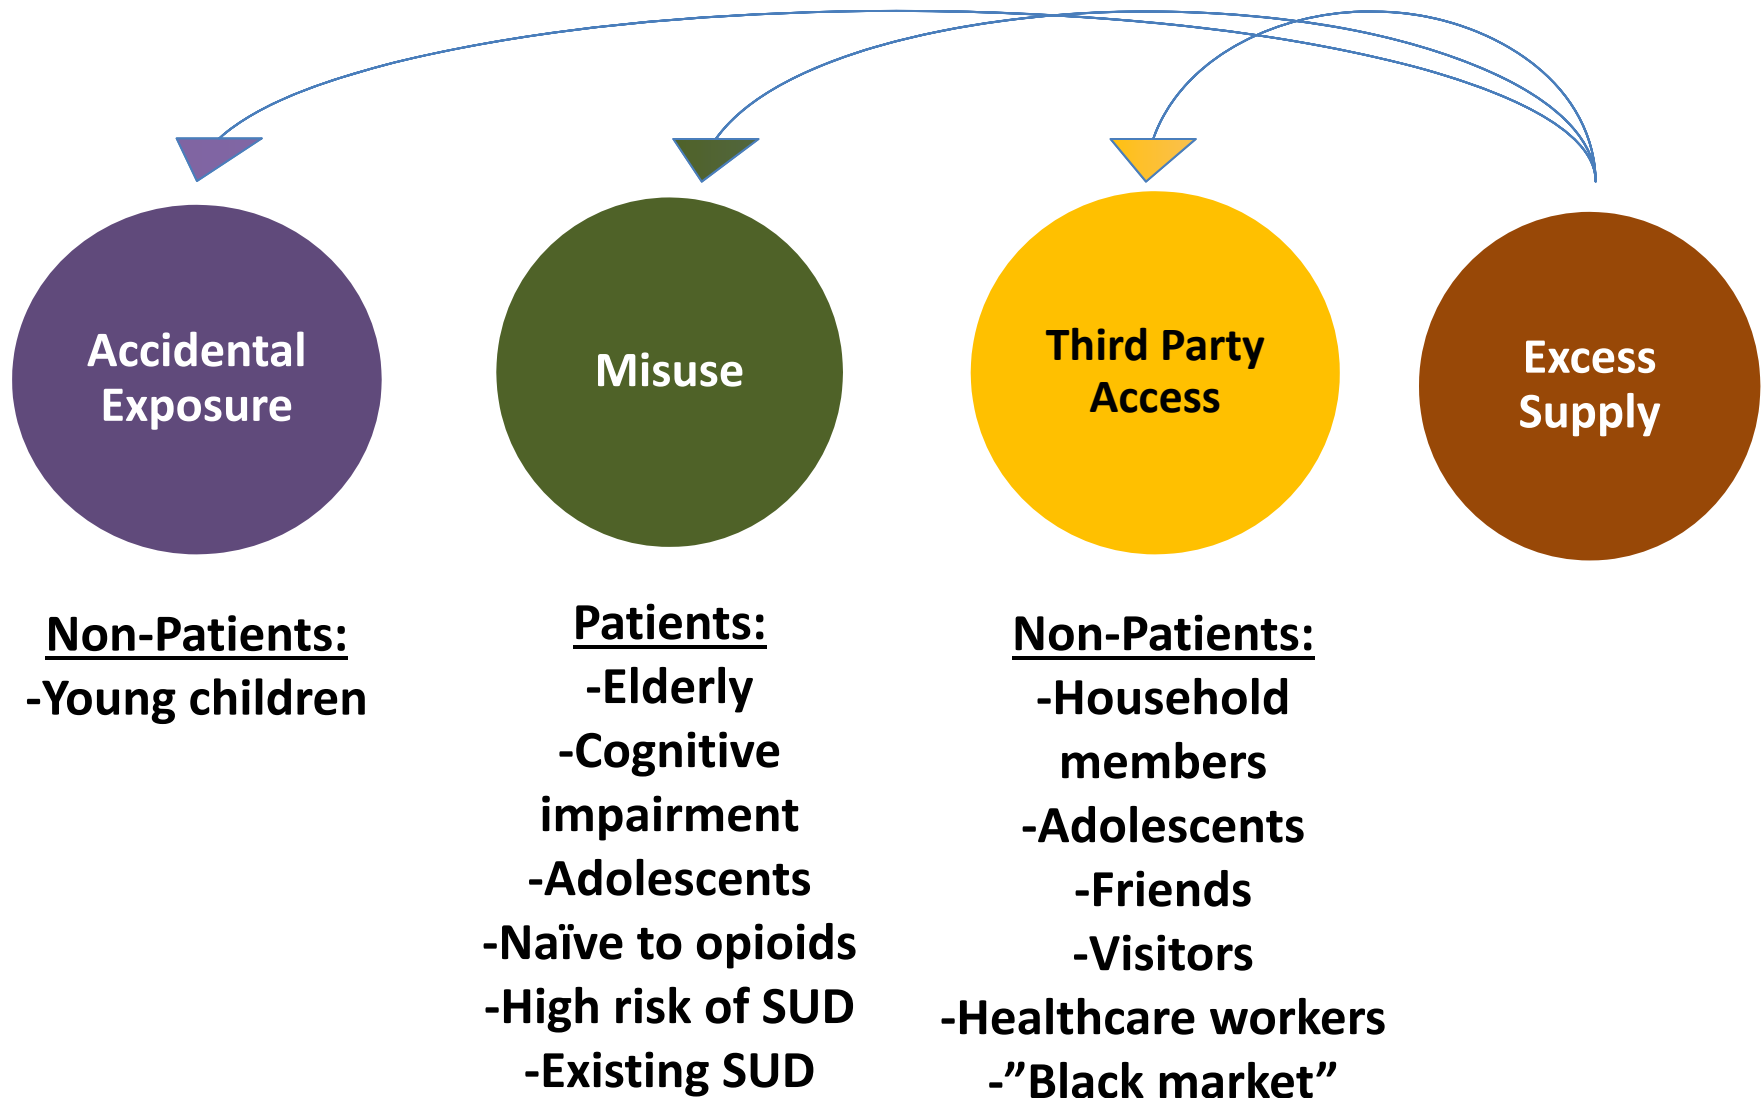 Accidental
Exposure
Misuse
Third Party
Access
Excess
Supply
Non-Patients:
-Young children
Patients:
-Elderly
-Cognitive
impairment
-Adolescents
-Naïve to opioids
-High risk of SUD
-Existing SUD
Non-Patients:
-Household
members
-Adolescents
-Friends
-Visitors
-Healthcare workers
-”Black market”